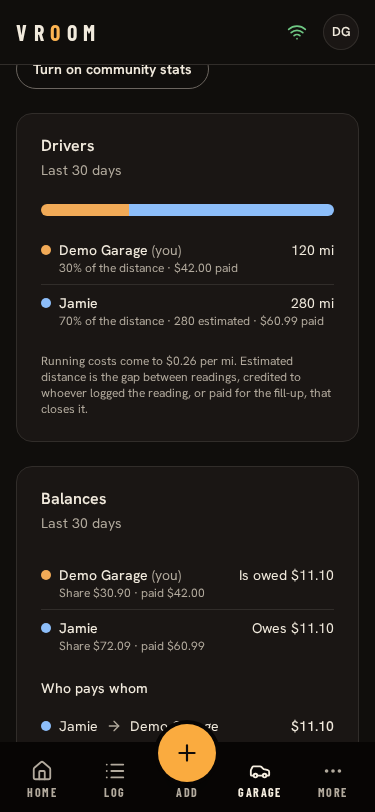 VROOM
DG
Turn on community stats
Drivers
Last 30 days
Demo Garage (you) 120 mi
30% of the distance · $42.00 paid
Jamie 280 mi
70% of the distance · 280 estimated · $60.99 paid
Running costs come to $0.26 per mi. Estimated
distance is the gap between readings, credited to
whoever logged the reading, or paid for the fill-up, that
closes it.
Balances
Last 30 days
Demo Garage (you) Is owed $11.10
Share $30.90 · paid $42.00
Jamie Owes $11.10
Share $72.09 · paid $60.99
Who pays whom
Jamie → Demo $11.10
HOME LOG ADD GARAGE MORE